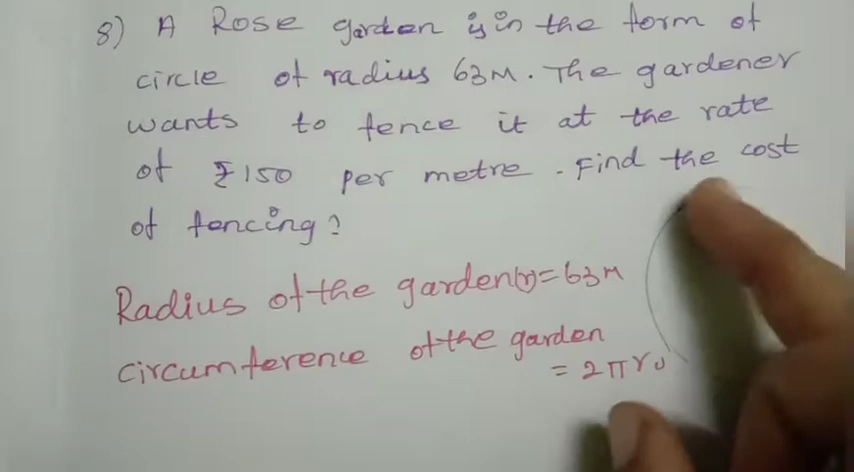 8) A Rose garden is in the form of
circle of radius 63M. The gardener
wants to fence it at the rate
of ₹150 per metre. Find the cost
of fencing?
Radius of the garden(r)=63M
circumference of the garden
= 2πr